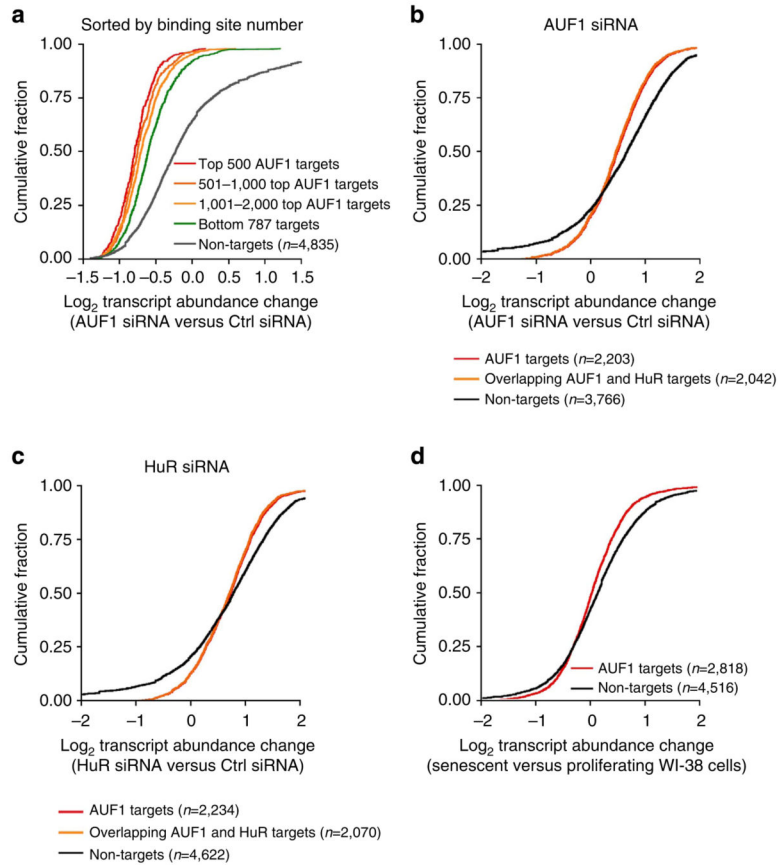 a
Sorted by binding site number
Cumulative fraction
1.00
0.75
0.50
0.25
0.00
Top 500 AUF1 targets
501–1,000 top AUF1 targets
1,001–2,000 top AUF1 targets
Bottom 787 targets
Non-targets (n=4,835)
−1.5 −1.0 −0.5 0.0 0.5 1.0 1.5
Log2 transcript abundance change
(AUF1 siRNA versus Ctrl siRNA)
b
AUF1 siRNA
Cumulative fraction
1.00
0.75
0.50
0.25
0.00
−2 −1 0 1 2
Log2 transcript abundance change
(AUF1 siRNA versus Ctrl siRNA)
AUF1 targets (n=2,203)
Overlapping AUF1 and HuR targets (n=2,042)
Non-targets (n=3,766)
c
HuR siRNA
Cumulative fraction
1.00
0.75
0.50
0.25
0.00
−2 −1 0 1 2
Log2 transcript abundance change
(HuR siRNA versus Ctrl siRNA)
AUF1 targets (n=2,234)
Overlapping AUF1 and HuR targets (n=2,070)
Non-targets (n=4,622)
d
Cumulative fraction
1.00
0.75
0.50
0.25
0.00
AUF1 targets (n=2,818)
Non-targets (n=4,516)
−2 −1 0 1 2
Log2 transcript abundance change
(senescent versus proliferating WI-38 cells)